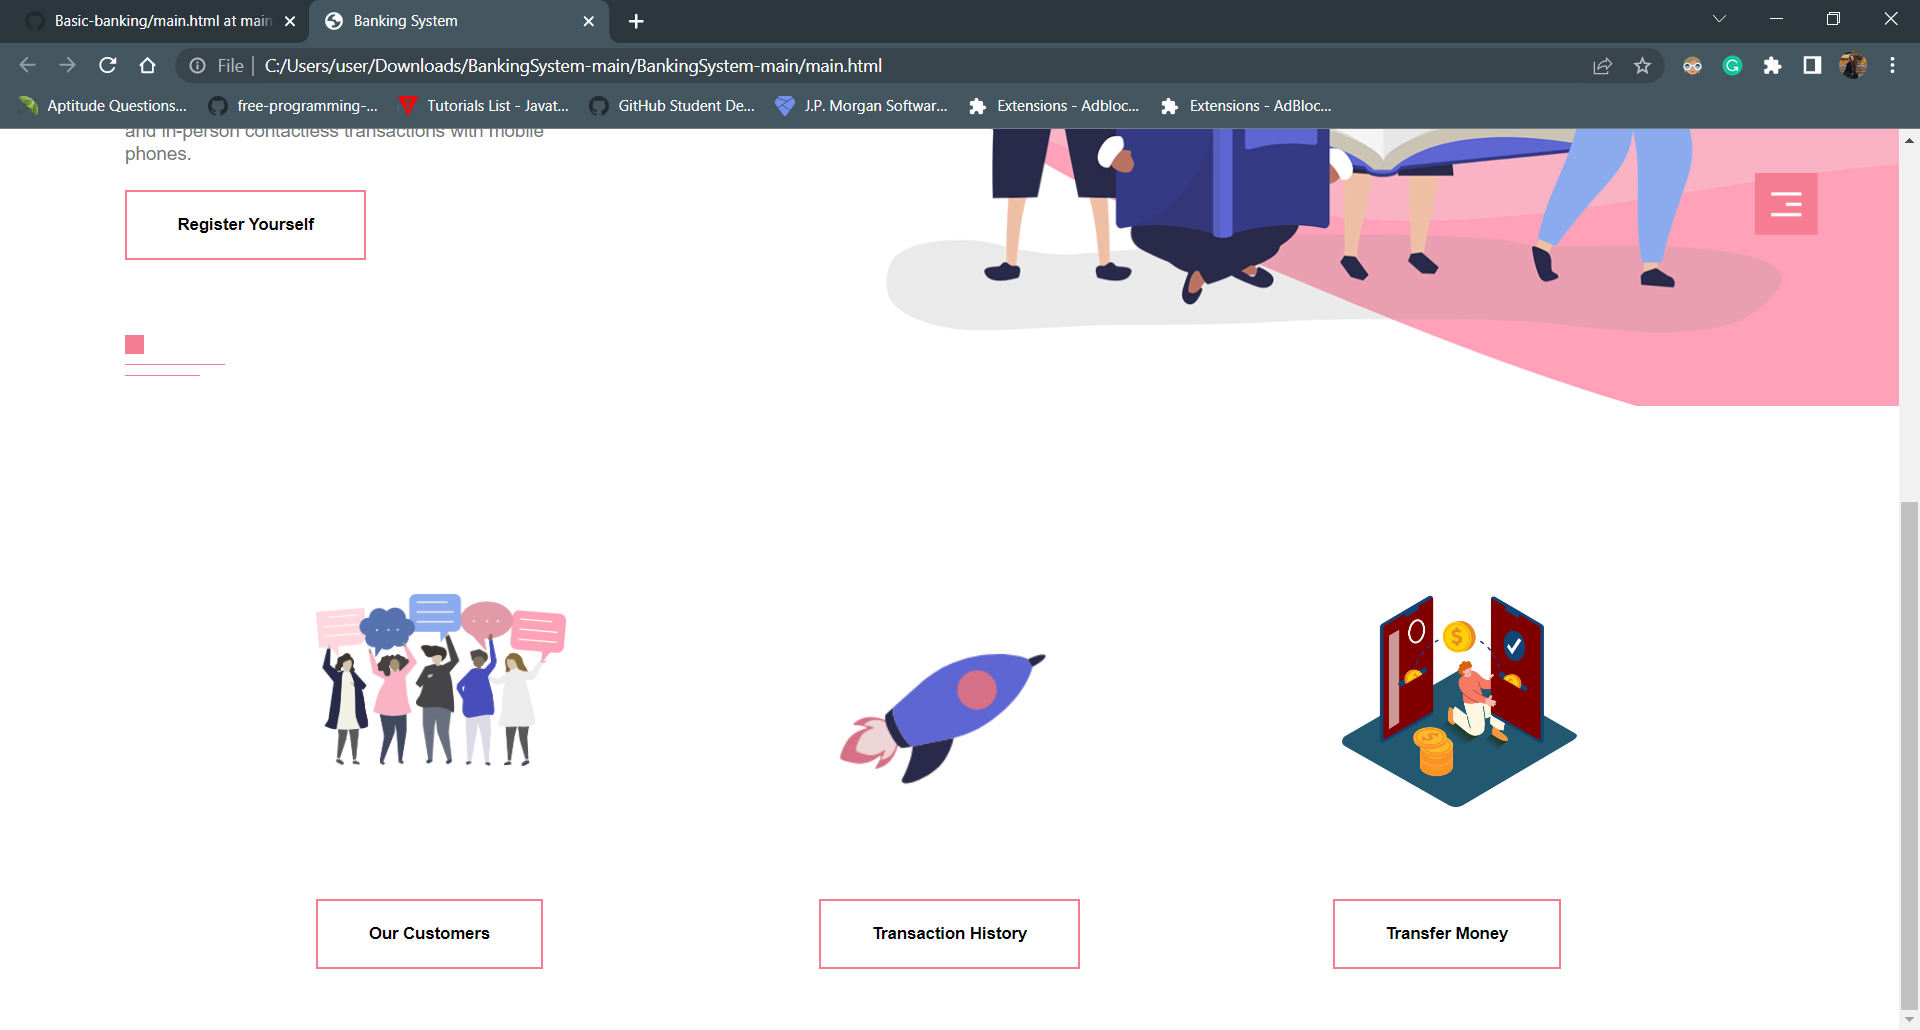 Basic-banking/main.html at main
Banking System
File
C:/Users/user/Downloads/BankingSystem-main/BankingSystem-main/main.html
Aptitude Questions...
free-programming-...
Tutorials List - Javat...
GitHub Student De...
J.P. Morgan Softwar...
Extensions - Adbloc...
Extensions - AdBloc...
and in-person contactless transactions with mobile
phones.
Register Yourself
Our Customers
Transaction History
Transfer Money